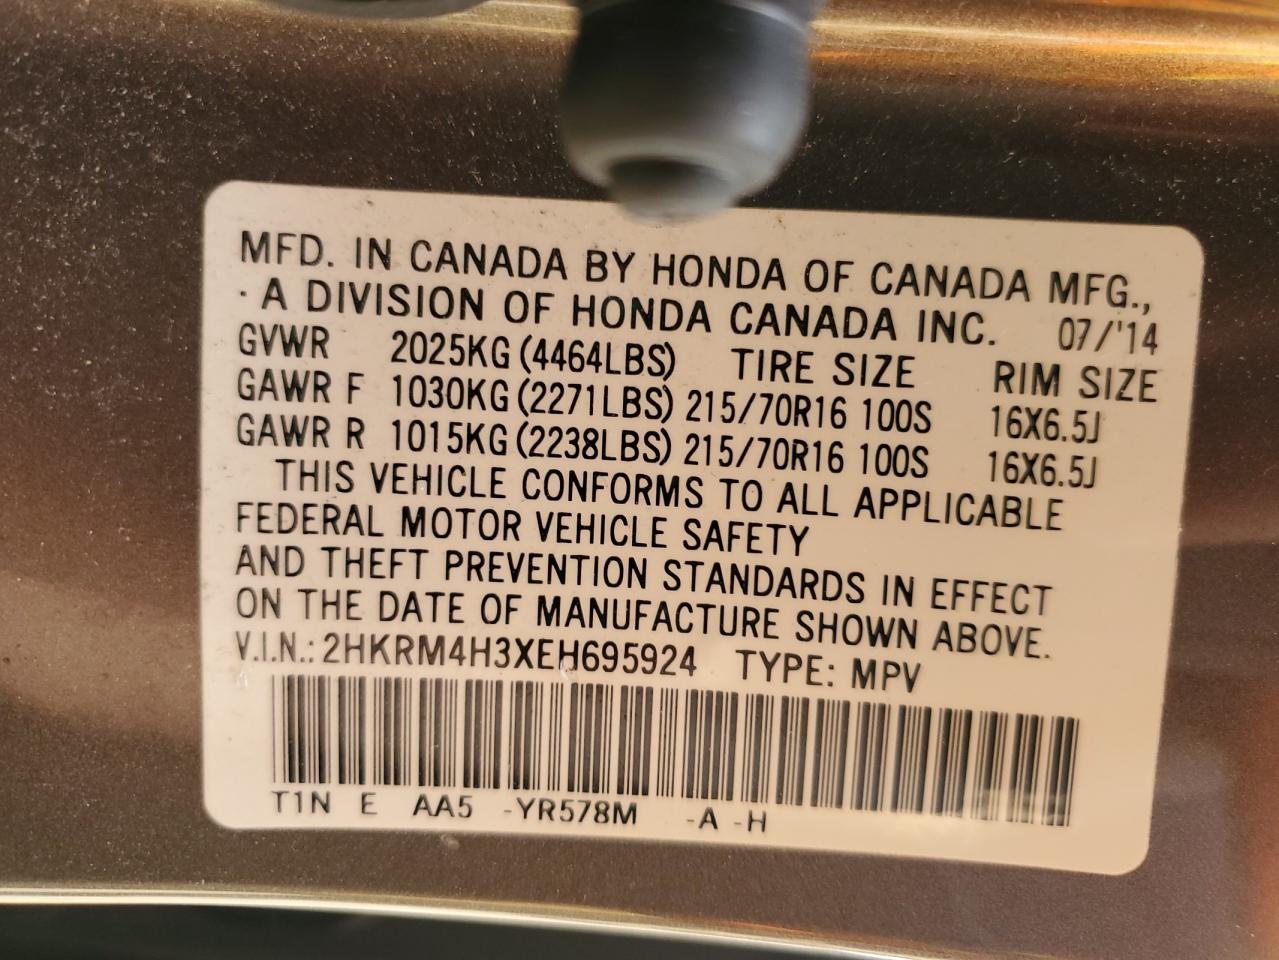 MFD. IN CANADA BY HONDA OF CANADA MFG.,
· A DIVISION OF HONDA CANADA INC. 07/'14
GVWR 2025KG (4464LBS) TIRE SIZE RIM SIZE
GAWR F 1030KG (2271LBS) 215/70R16 100S 16X6.5J
GAWR R 1015KG (2238LBS) 215/70R16 100S 16X6.5J
THIS VEHICLE CONFORMS TO ALL APPLICABLE
FEDERAL MOTOR VEHICLE SAFETY
AND THEFT PREVENTION STANDARDS IN EFFECT
ON THE DATE OF MANUFACTURE SHOWN ABOVE.
V.I.N.: 2HKRM4H3XEH695924 TYPE: MPV
T1N E AA5 -YR578M -A -H